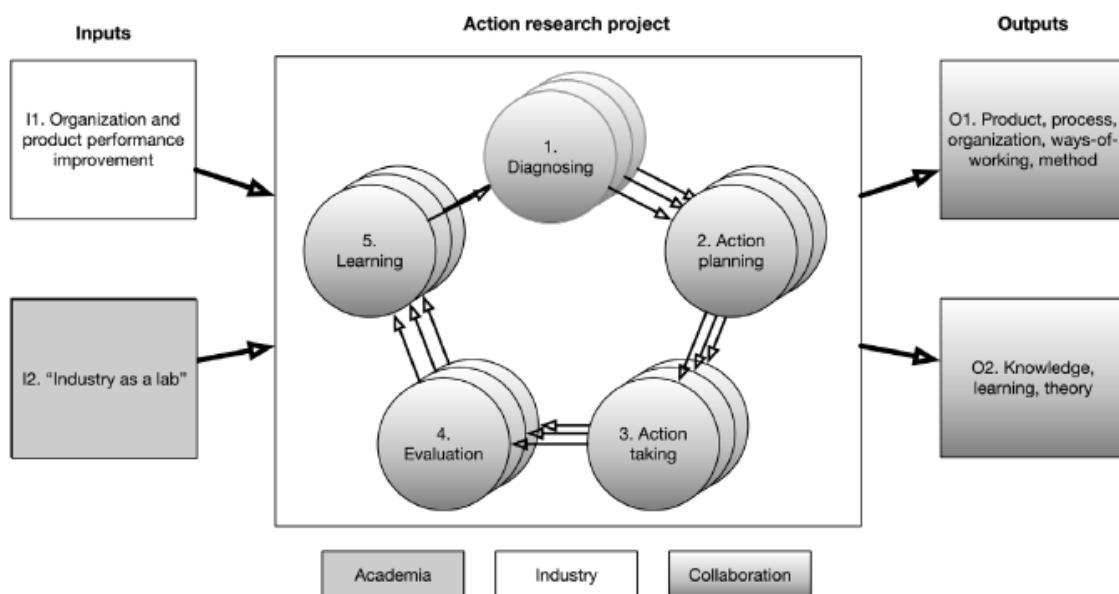 Inputs
Action research project
Outputs
I1. Organization and
product performance
improvement
1.
Diagnosing
O1. Product, process,
organization, ways-of-
working, method
5.
Learning
2. Action
planning
I2. “Industry as a lab”
O2. Knowledge,
learning, theory
4.
Evaluation
3. Action
taking
Academia
Industry
Collaboration